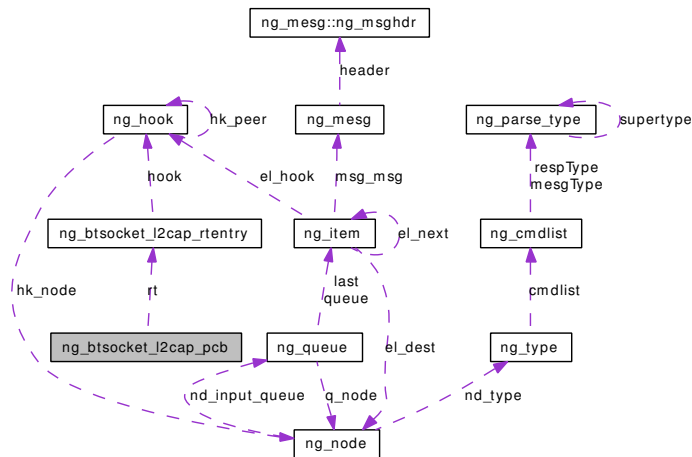 ng_mesg::ng_msghdr
header
ng_hook
hk_peer
ng_mesg
ng_parse_type
supertype
hook
el_hook
msg_msg
respType
mesgType
ng_btsocket_l2cap_rtentry
ng_item
el_next
ng_cmdlist
hk_node
rt
last
queue
cmdlist
ng_btsocket_l2cap_pcb
ng_queue
el_dest
ng_type
nd_input_queue
q_node
nd_type
ng_node